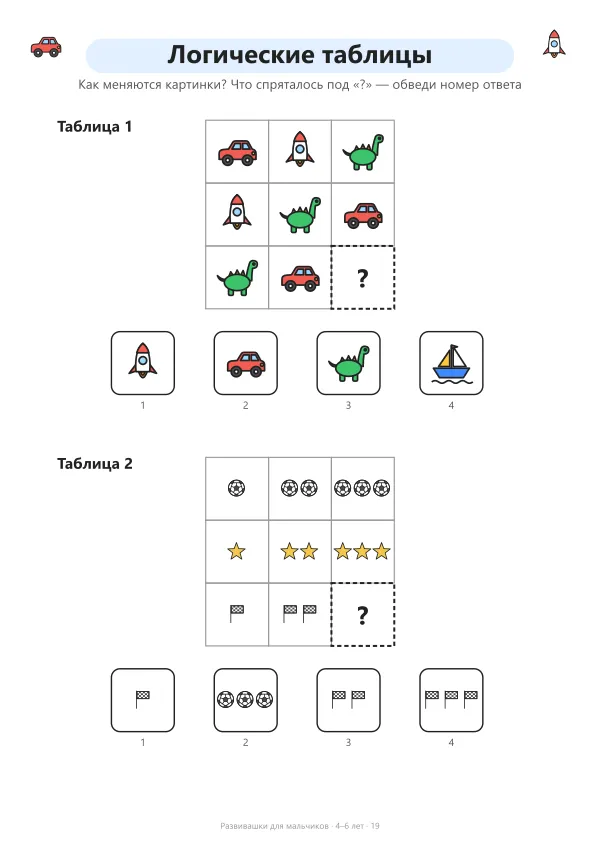 Логические таблицы
Как меняются картинки? Что спряталось под «?» — обведи номер ответа
Таблица 1
?
1 2 3 4
Таблица 2
?
1 2 3 4
Развивашки для мальчиков · 4–6 лет · 19